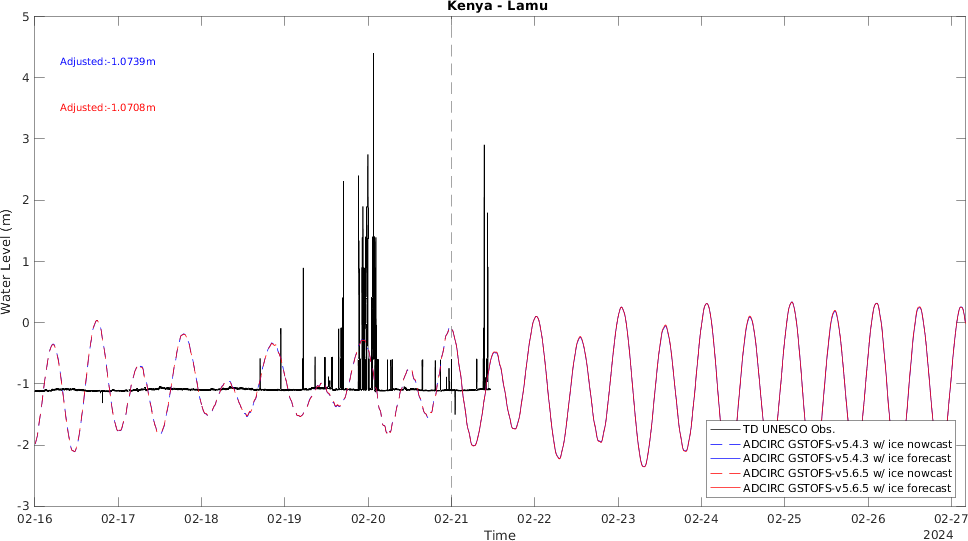 Kenya - Lamu
Adjusted:-1.0739m
Adjusted:-1.0708m
Water Level (m)
5
4
3
2
1
0
-1
-2
-3
TD UNESCO Obs.
ADCIRC GSTOFS-v5.4.3 w/ ice nowcast
ADCIRC GSTOFS-v5.4.3 w/ ice forecast
ADCIRC GSTOFS-v5.6.5 w/ ice nowcast
ADCIRC GSTOFS-v5.6.5 w/ ice forecast
02-16 02-17 02-18 02-19 02-20 02-21 02-22 02-23 02-24 02-25 02-26 02-27
Time
2024